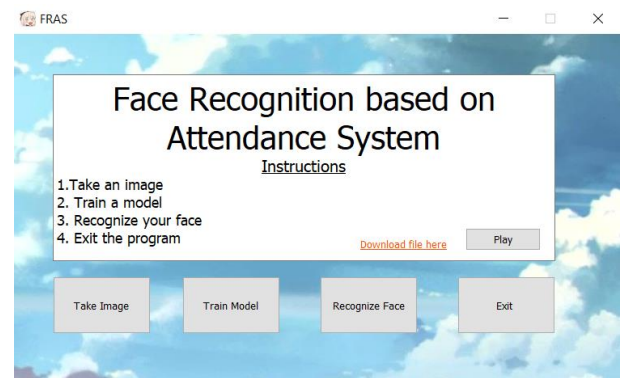 FRAS
Face Recognition based on
Attendance System
Instructions
1.Take an image
2. Train a model
3. Recognize your face
4. Exit the program
Download file here
Play
Take Image
Train Model
Recognize Face
Exit